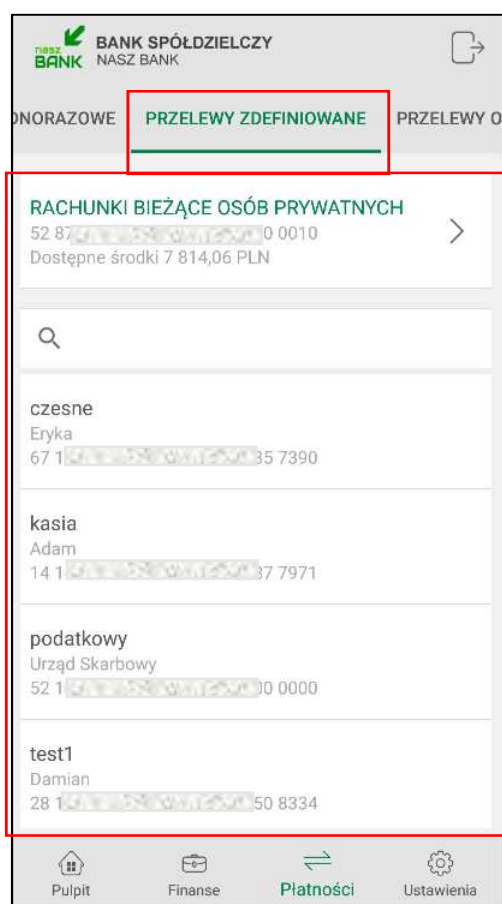 nasz
BANK
BANK SPÓŁDZIELCZY
NASZ BANK
ONORAZOWE PRZELEWY ZDEFINIOWANE PRZELEWY O
RACHUNKI BIEŻĄCE OSÓB PRYWATNYCH
52 87 0 0010
Dostępne środki 7 814,06 PLN
czesne
Eryka
67 1 35 7390
kasia
Adam
14 1 37 7971
podatkowy
Urząd Skarbowy
52 1 00 0000
test1
Damian
28 1 50 8334
Pulpit Finanse Płatności Ustawienia